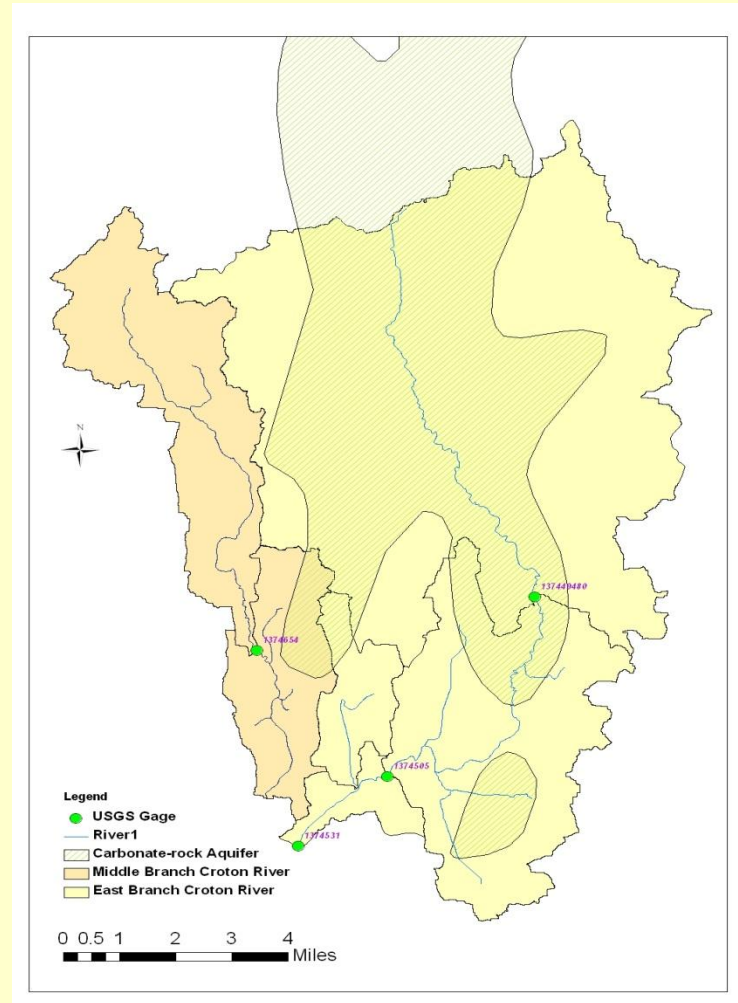 N
137449480
1374654
1374505
1374531
Legend
USGS Gage
River1
Carbonate-rock Aquifer
Middle Branch Croton River
East Branch Croton River
0 0.5 1 2 3 4
Miles